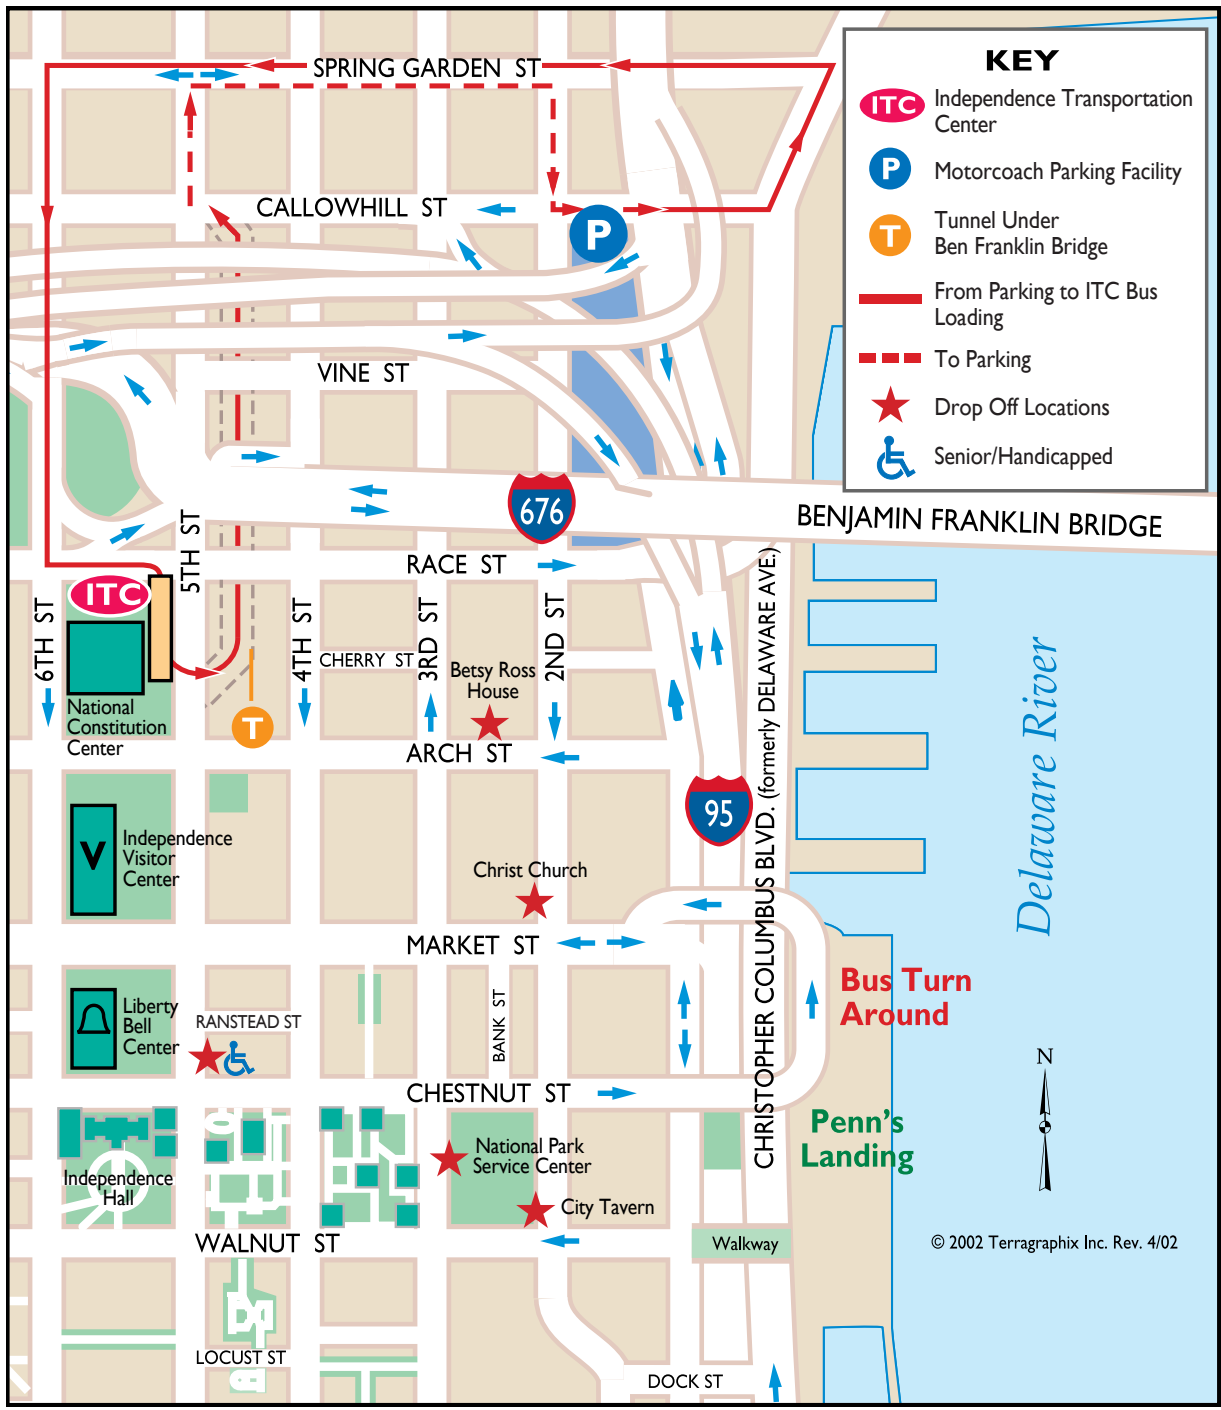 KEY
ITC
Independence Transportation
Center
P
Motorcoach Parking Facility
T
Tunnel Under
Ben Franklin Bridge
From Parking to ITC Bus
Loading
To Parking
Drop Off Locations
Senior/Handicapped
SPRING GARDEN ST
CALLOWHILL ST
P
VINE ST
676
BENJAMIN FRANKLIN BRIDGE
5TH ST
RACE ST
ITC
6TH ST
4TH ST
3RD ST
2ND ST
CHERRY ST
Betsy Ross
House
National
Constitution
Center
T
ARCH ST
95
CHRISTOPHER COLUMBUS BLVD. (formerly DELAWARE AVE.)
Delaware River
V
Independence
Visitor
Center
Christ Church
MARKET ST
Bus Turn
Around
Liberty
Bell
Center
RANSTEAD ST
BANK ST
N
CHESTNUT ST
Penn's
Landing
National Park
Service Center
Independence
Hall
City Tavern
WALNUT ST
Walkway
© 2002 Terragraphix Inc. Rev. 4/02
LOCUST ST
DOCK ST